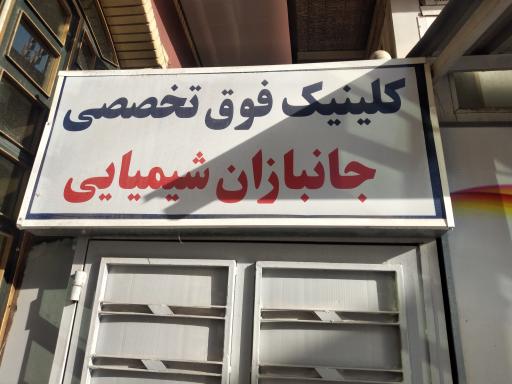 کلینیک فوق تخصصی
جانبازان شیمیایی